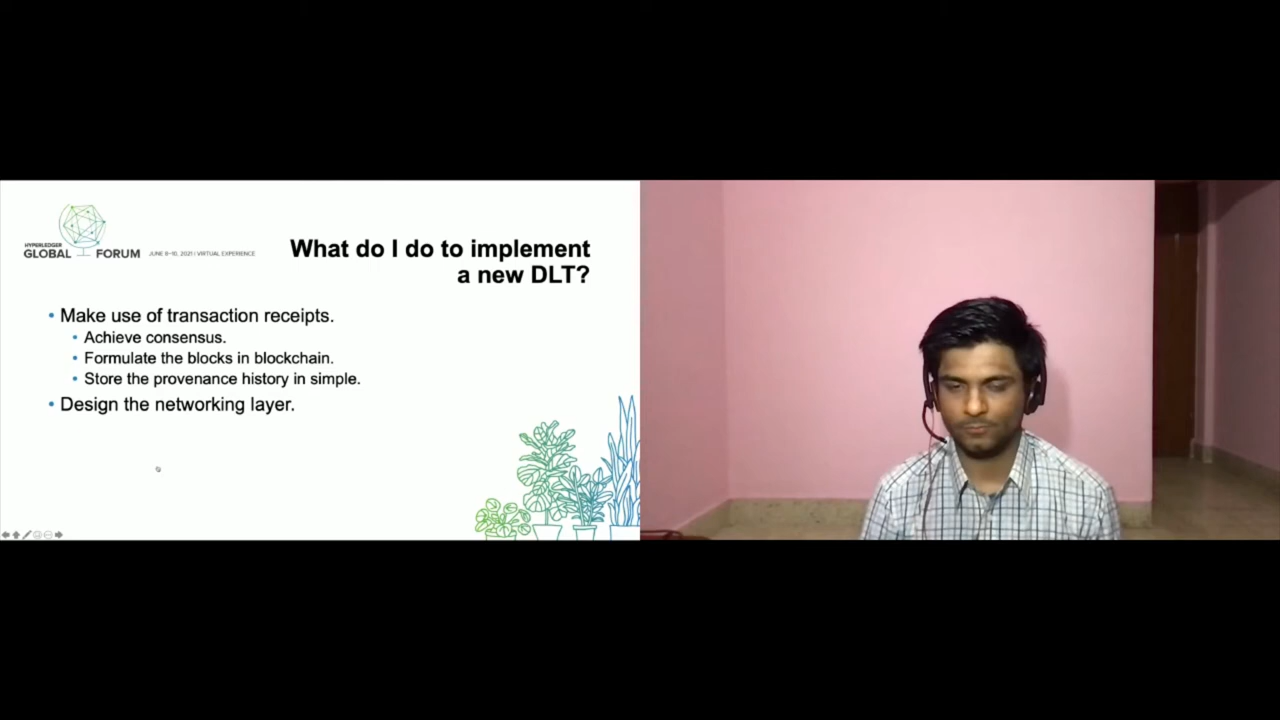 HYPERLEDGER
GLOBAL FORUM
JUNE 8-10, 2021 | VIRTUAL EXPERIENCE
What do I do to implement
a new DLT?
• Make use of transaction receipts.
• Achieve consensus.
• Formulate the blocks in blockchain.
• Store the provenance history in simple.
• Design the networking layer.